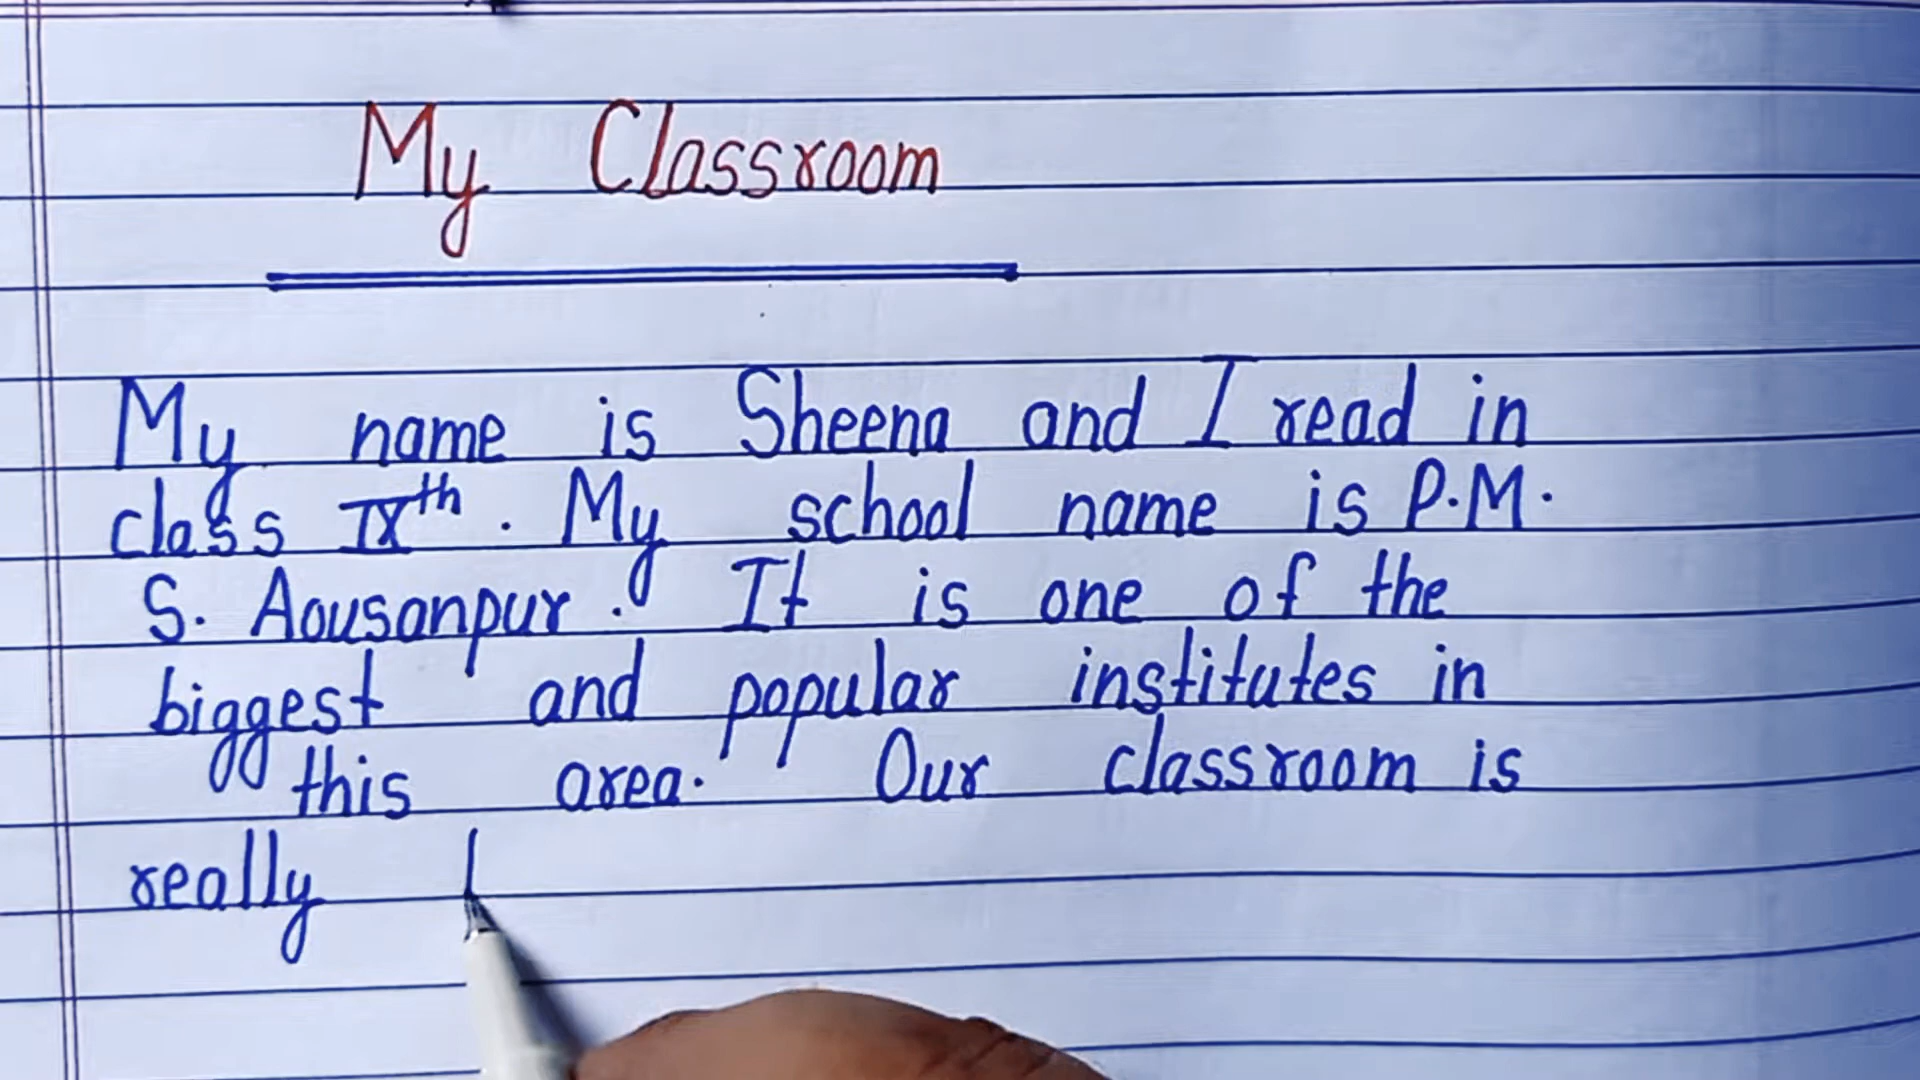 My Classroom
My name is Sheena and I read in
class IXth. My school name is P.M.
S. Aousanpur. It is one of the
biggest and popular institutes in
this area. Our classroom is
really